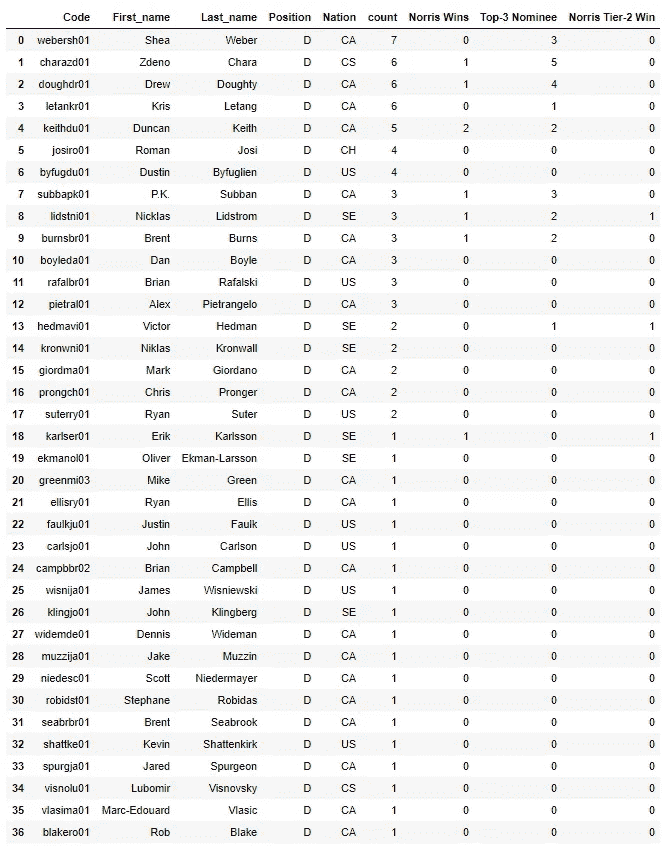 Code First_name Last_name Position Nation count Norris Wins Top-3 Nominee Norris Tier-2 Win
0 webersh01 Shea Weber D CA 7 0 3 0
1 charazd01 Zdeno Chara D CS 6 1 5 0
2 doughdr01 Drew Doughty D CA 6 1 4 0
3 letankr01 Kris Letang D CA 6 0 1 0
4 keithdu01 Duncan Keith D CA 5 2 2 0
5 josiro01 Roman Josi D CH 4 0 0 0
6 byfugdu01 Dustin Byfuglien D US 4 0 0 0
7 subbapk01 P.K. Subban D CA 3 1 3 0
8 lidstni01 Nicklas Lidstrom D SE 3 1 2 1
9 burnsbr01 Brent Burns D CA 3 1 2 0
10 boyleda01 Dan Boyle D CA 3 0 0 0
11 rafalbr01 Brian Rafalski D US 3 0 0 0
12 pietral01 Alex Pietrangelo D CA 3 0 0 0
13 hedmavi01 Victor Hedman D SE 2 0 1 1
14 kronwni01 Niklas Kronwall D SE 2 0 0 0
15 giordma01 Mark Giordano D CA 2 0 0 0
16 prongch01 Chris Pronger D CA 2 0 0 0
17 suterry01 Ryan Suter D US 2 0 0 0
18 karlser01 Erik Karlsson D SE 1 1 0 1
19 ekmanol01 Oliver Ekman-Larsson D SE 1 0 0 0
20 greenmi03 Mike Green D CA 1 0 0 0
21 ellisry01 Ryan Ellis D CA 1 0 0 0
22 faulkju01 Justin Faulk D US 1 0 0 0
23 carlsjo01 John Carlson D US 1 0 0 0
24 campbbr02 Brian Campbell D CA 1 0 0 0
25 wisnija01 James Wisniewski D US 1 0 0 0
26 klingjo01 John Klingberg D SE 1 0 0 0
27 widemde01 Dennis Wideman D CA 1 0 0 0
28 muzzija01 Jake Muzzin D CA 1 0 0 0
29 niedesc01 Scott Niedermayer D CA 1 0 0 0
30 robidst01 Stephane Robidas D CA 1 0 0 0
31 seabrbr01 Brent Seabrook D CA 1 0 0 0
32 shattke01 Kevin Shattenkirk D US 1 0 0 0
33 spurgja01 Jared Spurgeon D CA 1 0 0 0
34 visnolu01 Lubomir Visnovsky D CS 1 0 0 0
35 vlasima01 Marc-Edouard Vlasic D CA 1 0 0 0
36 blakero01 Rob Blake D CA 1 0 0 0